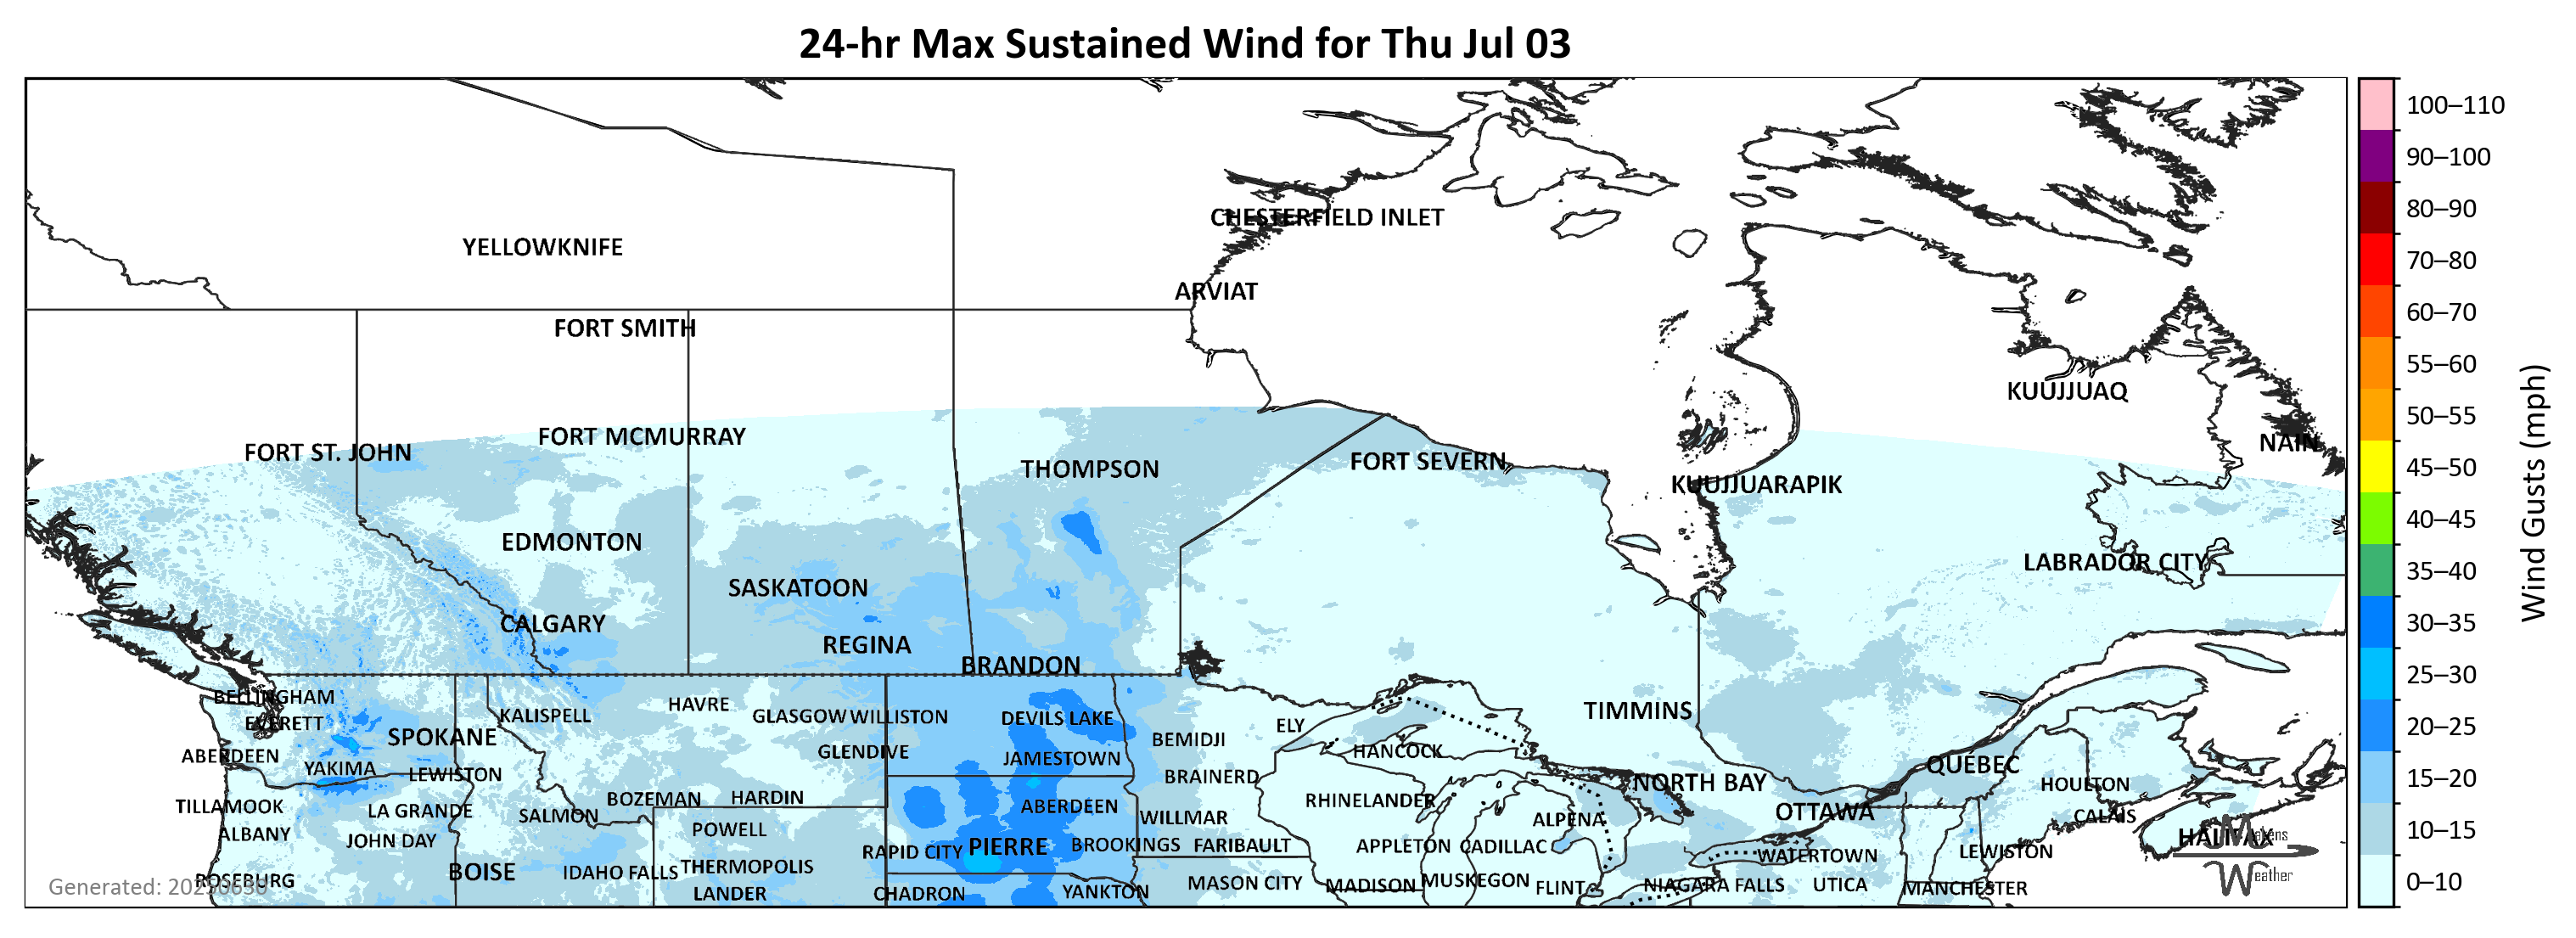 24-hr Max Sustained Wind for Thu Jul 03
CHESTERFIELD INLET
YELLOWKNIFE
ARVIAT
FORT SMITH
KUUJJUAQ
FORT MCMURRAY
NAIN
FORT ST. JOHN
FORT SEVERN
THOMPSON
KUUJJUARAPIK
EDMONTON
LABRADOR CITY
SASKATOON
CALGARY
REGINA
BRANDON
BELLINGHAM
HAVRE
TIMMINS
KALISPELL
GLASGOW
WILLISTON
DEVILS LAKE
EVERETT
ELY
SPOKANE
BEMIDJI
GLENDIVE
HANCOCK
ABERDEEN
JAMESTOWN
QUEBEC
YAKIMA
LEWISTON
BRAINERD
NORTH BAY
HOULTON
BOZEMAN
HARDIN
RHINELANDER
TILLAMOOK
ABERDEEN
LA GRANDE
OTTAWA
SALMON
CALAIS
WILLMAR
ALPENA
POWELL
ALBANY
HALIFAX
JOHN DAY
PIERRE
BROOKINGS
FARIBAULT
APPLETON
CADILLAC
RAPID CITY
LEWISTON
WATERTOWN
THERMOPOLIS
BOISE
IDAHO FALLS
ROSEBURG
MUSKEGON
MASON CITY
MADISON
FLINT
NIAGARA FALLS
UTICA
MANCHESTER
LANDER
CHADRON
YANKTON
Generated: 20250630
Makens
Weather
100–110
90–100
80–90
70–80
60–70
55–60
50–55
45–50
40–45
35–40
30–35
25–30
20–25
15–20
10–15
0–10
Wind Gusts (mph)